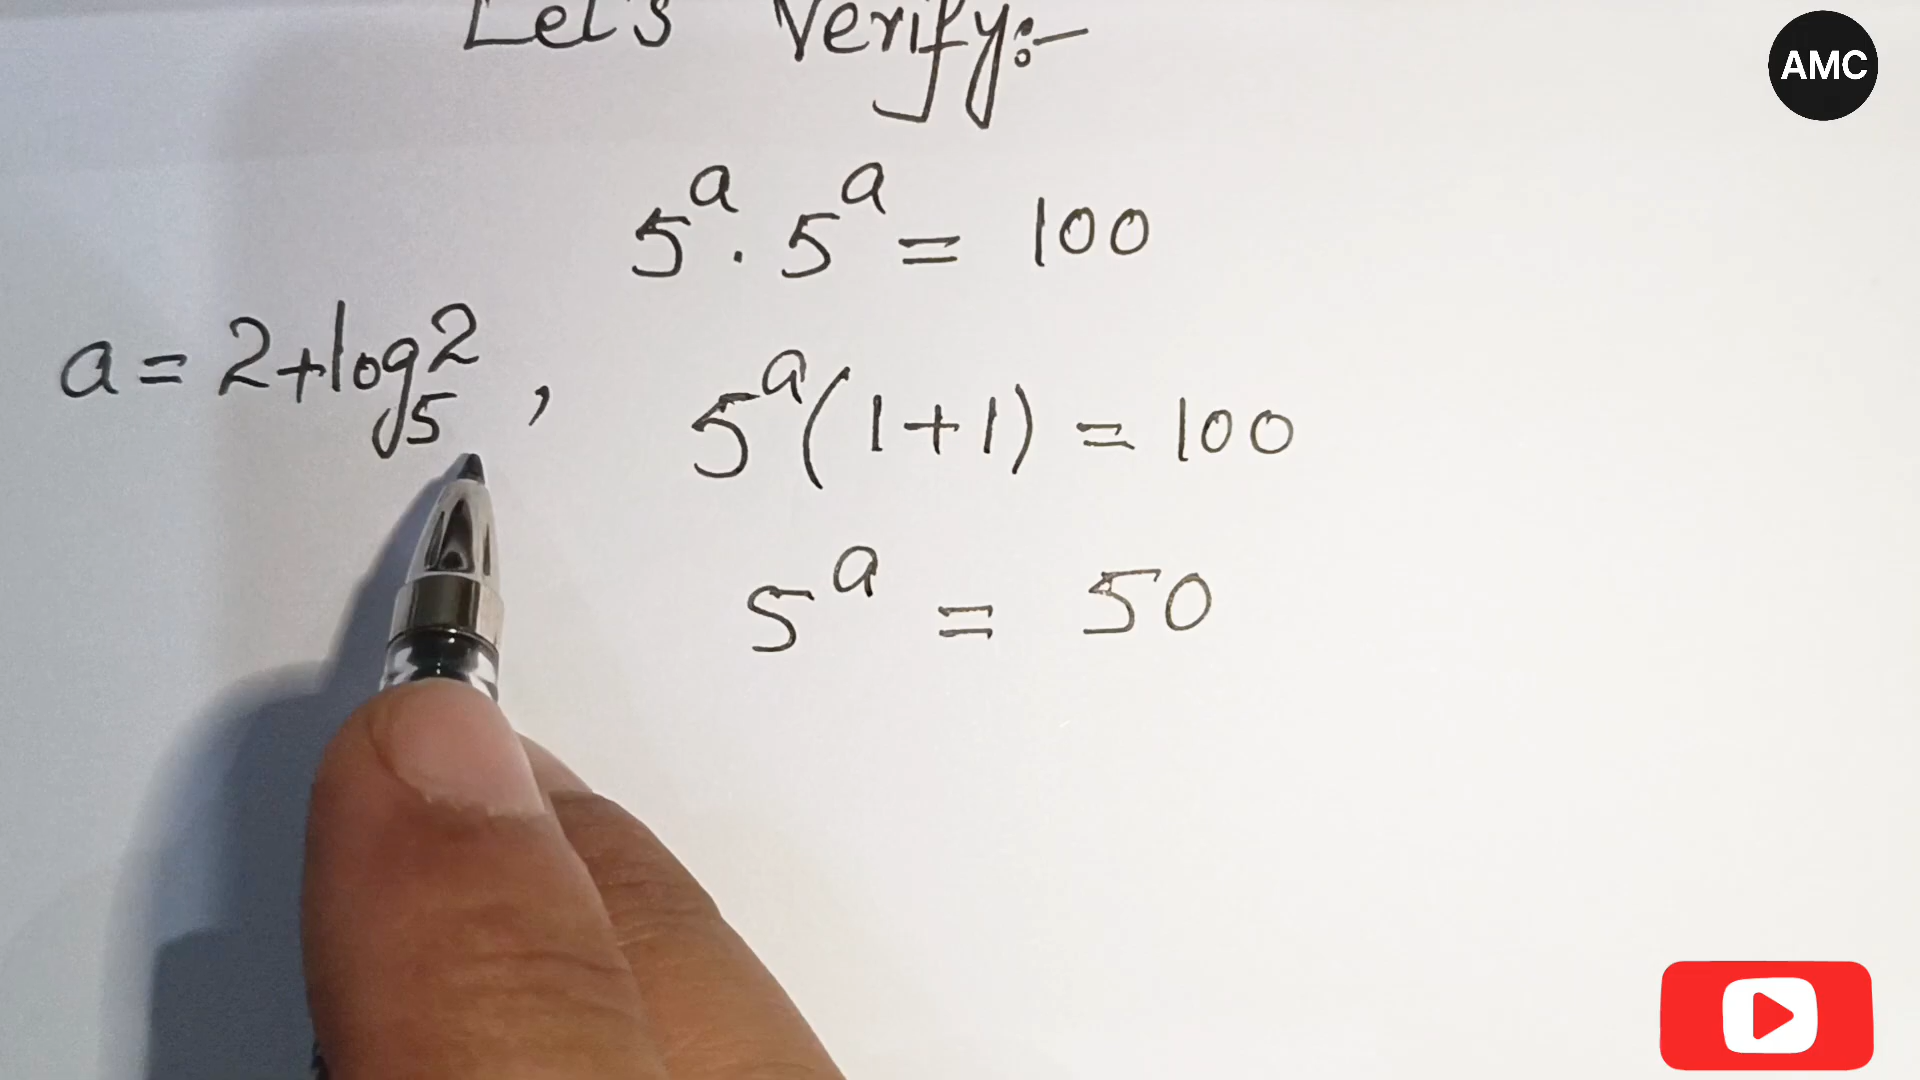 Let's Verify:-
AMC
5^a . 5^a = 100
a = 2+log_5 2 , 5^a(1+1) = 100
5^a = 50